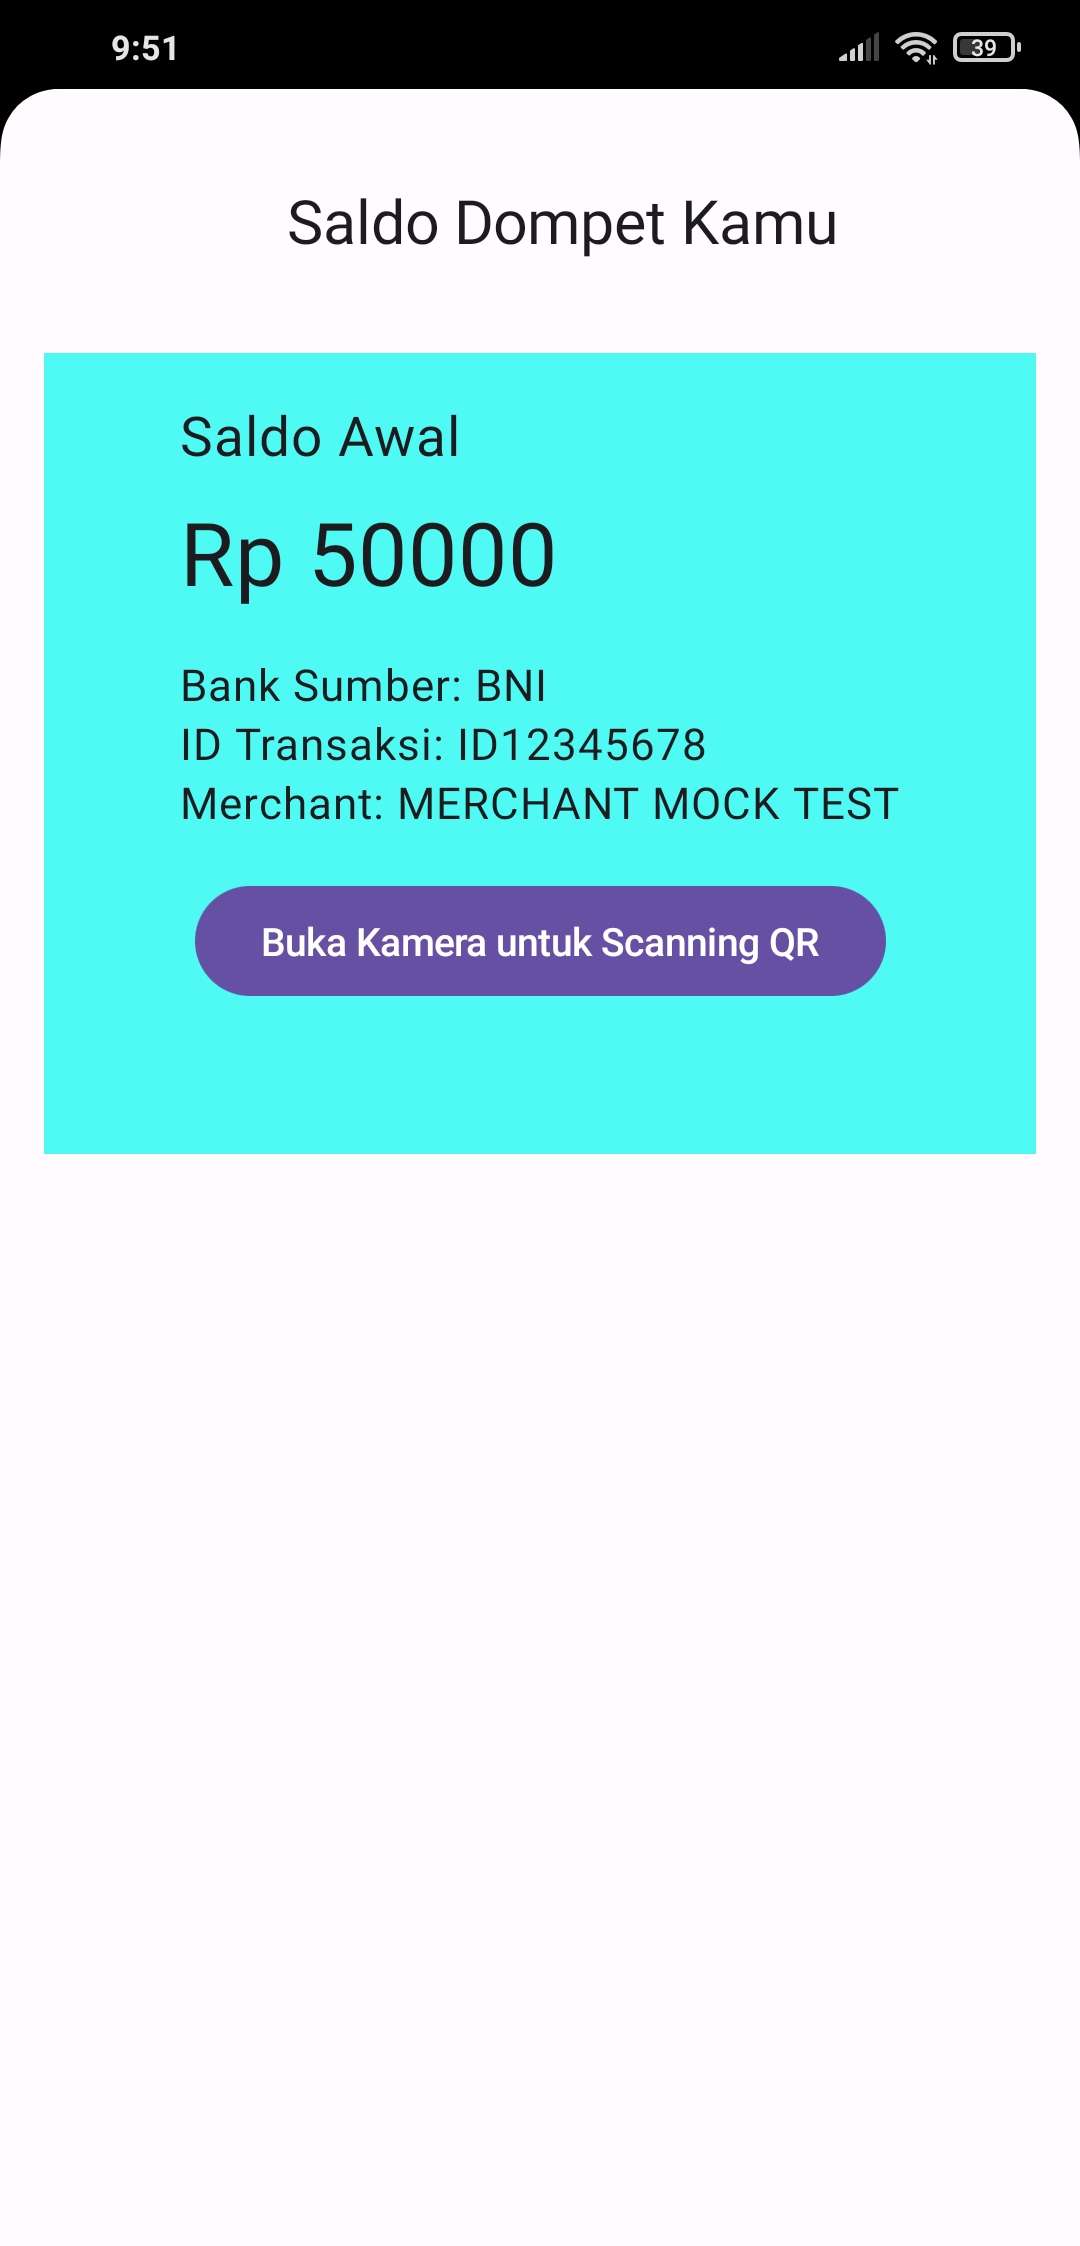 9:51
39
Saldo Dompet Kamu
Saldo Awal
Rp 50000
Bank Sumber: BNI
ID Transaksi: ID12345678
Merchant: MERCHANT MOCK TEST
Buka Kamera untuk Scanning QR